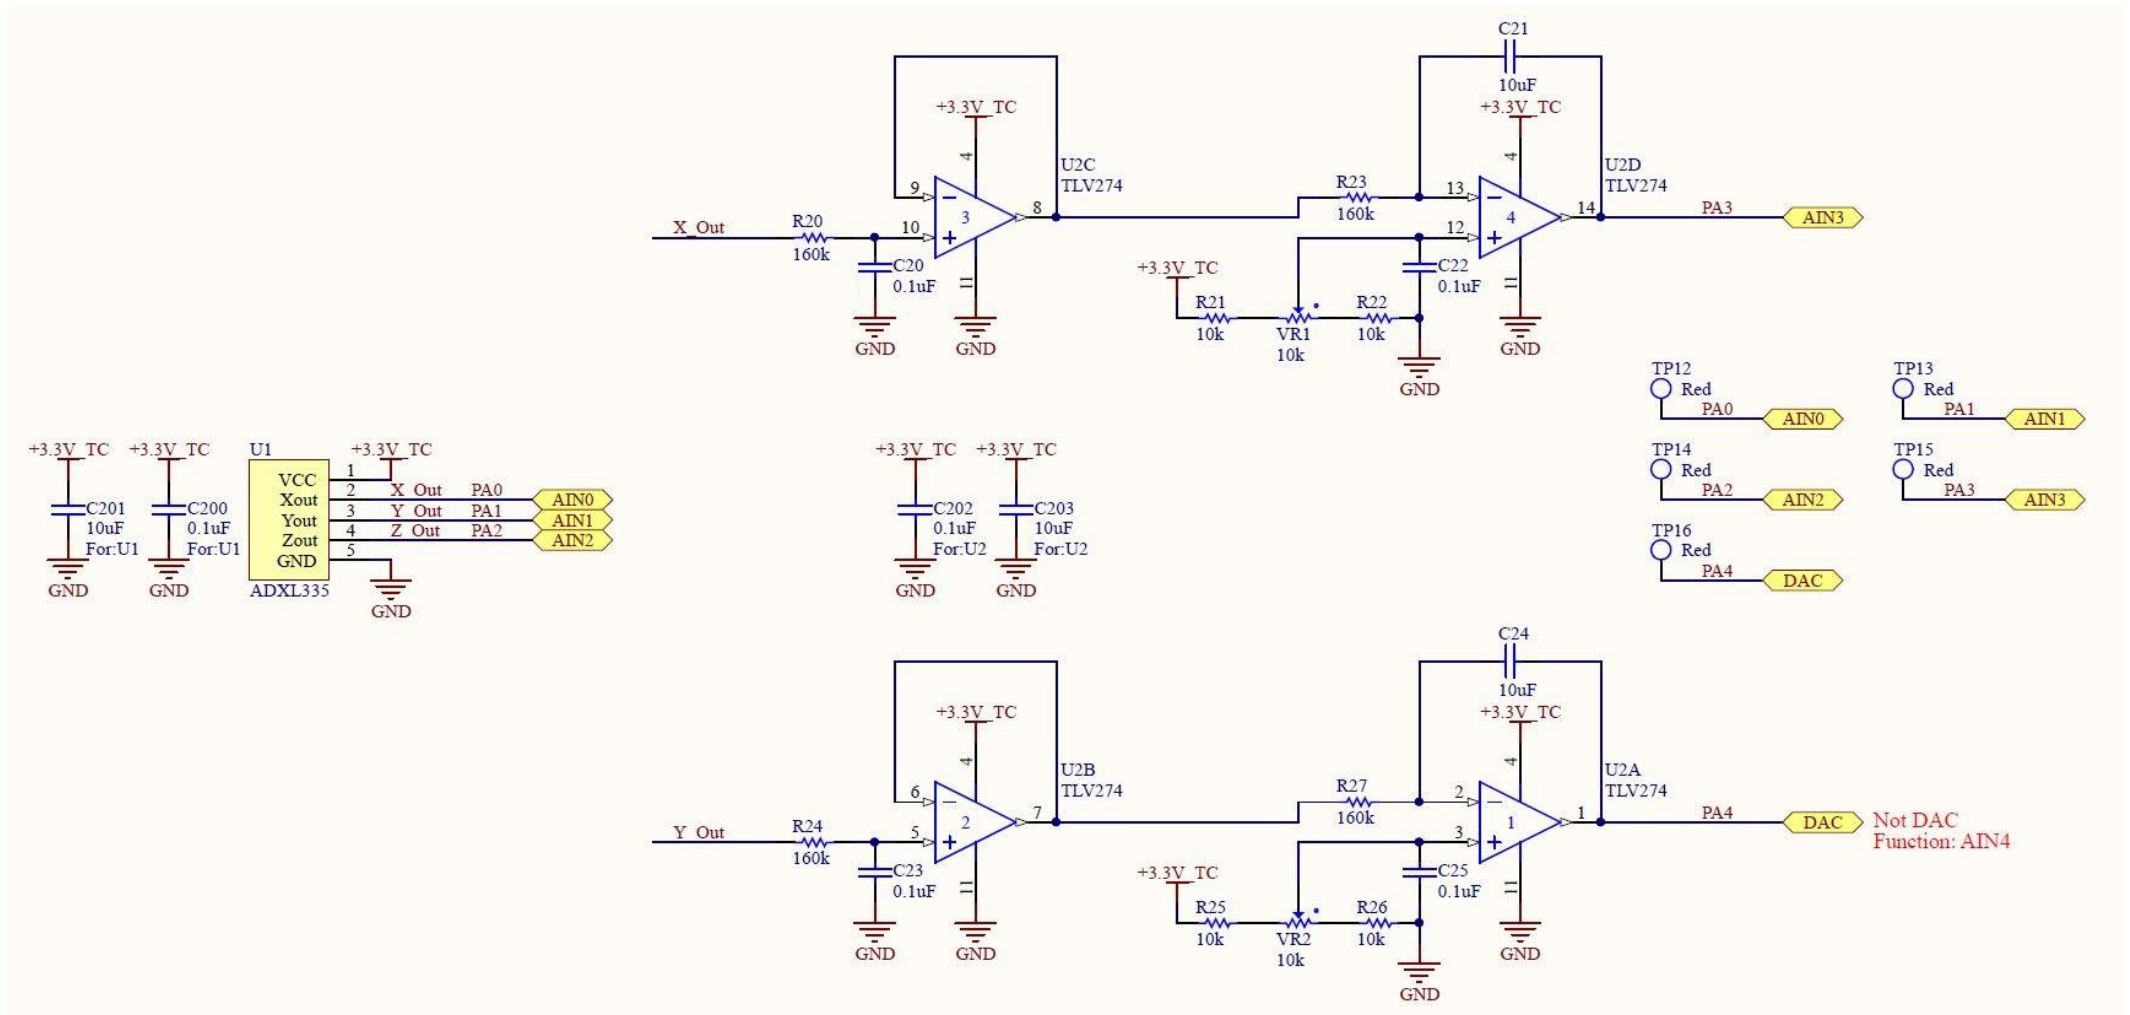 C21
10uF
+3.3V_TC
4
U2C
TLV274
9
3
8
10
11
GND
X_Out
R20
160k
C20
0.1uF
GND
+3.3V_TC
4
U2D
TLV274
R23
160k
13
4
14
12
11
GND
PA3
AIN3
+3.3V_TC
R21
10k
VR1
10k
R22
10k
C22
0.1uF
GND
TP12
Red
PA0
AIN0
TP13
Red
PA1
AIN1
TP14
Red
PA2
AIN2
TP15
Red
PA3
AIN3
TP16
Red
PA4
DAC
+3.3V_TC
C201
10uF
For:U1
GND
+3.3V_TC
C200
0.1uF
For:U1
GND
U1
VCC
Xout
Yout
Zout
GND
ADXL335
1
2
3
4
5
+3.3V_TC
X_Out PA0 AIN0
Y_Out PA1 AIN1
Z_Out PA2 AIN2
GND
+3.3V_TC
C202
0.1uF
For:U2
GND
+3.3V_TC
C203
10uF
For:U2
GND
C24
10uF
+3.3V_TC
4
U2B
TLV274
6
2
7
5
11
GND
Y_Out
R24
160k
C23
0.1uF
GND
+3.3V_TC
4
U2A
TLV274
R27
160k
2
1
1
3
11
GND
PA4
DAC
Not DAC
Function: AIN4
+3.3V_TC
R25
10k
VR2
10k
R26
10k
C25
0.1uF
GND